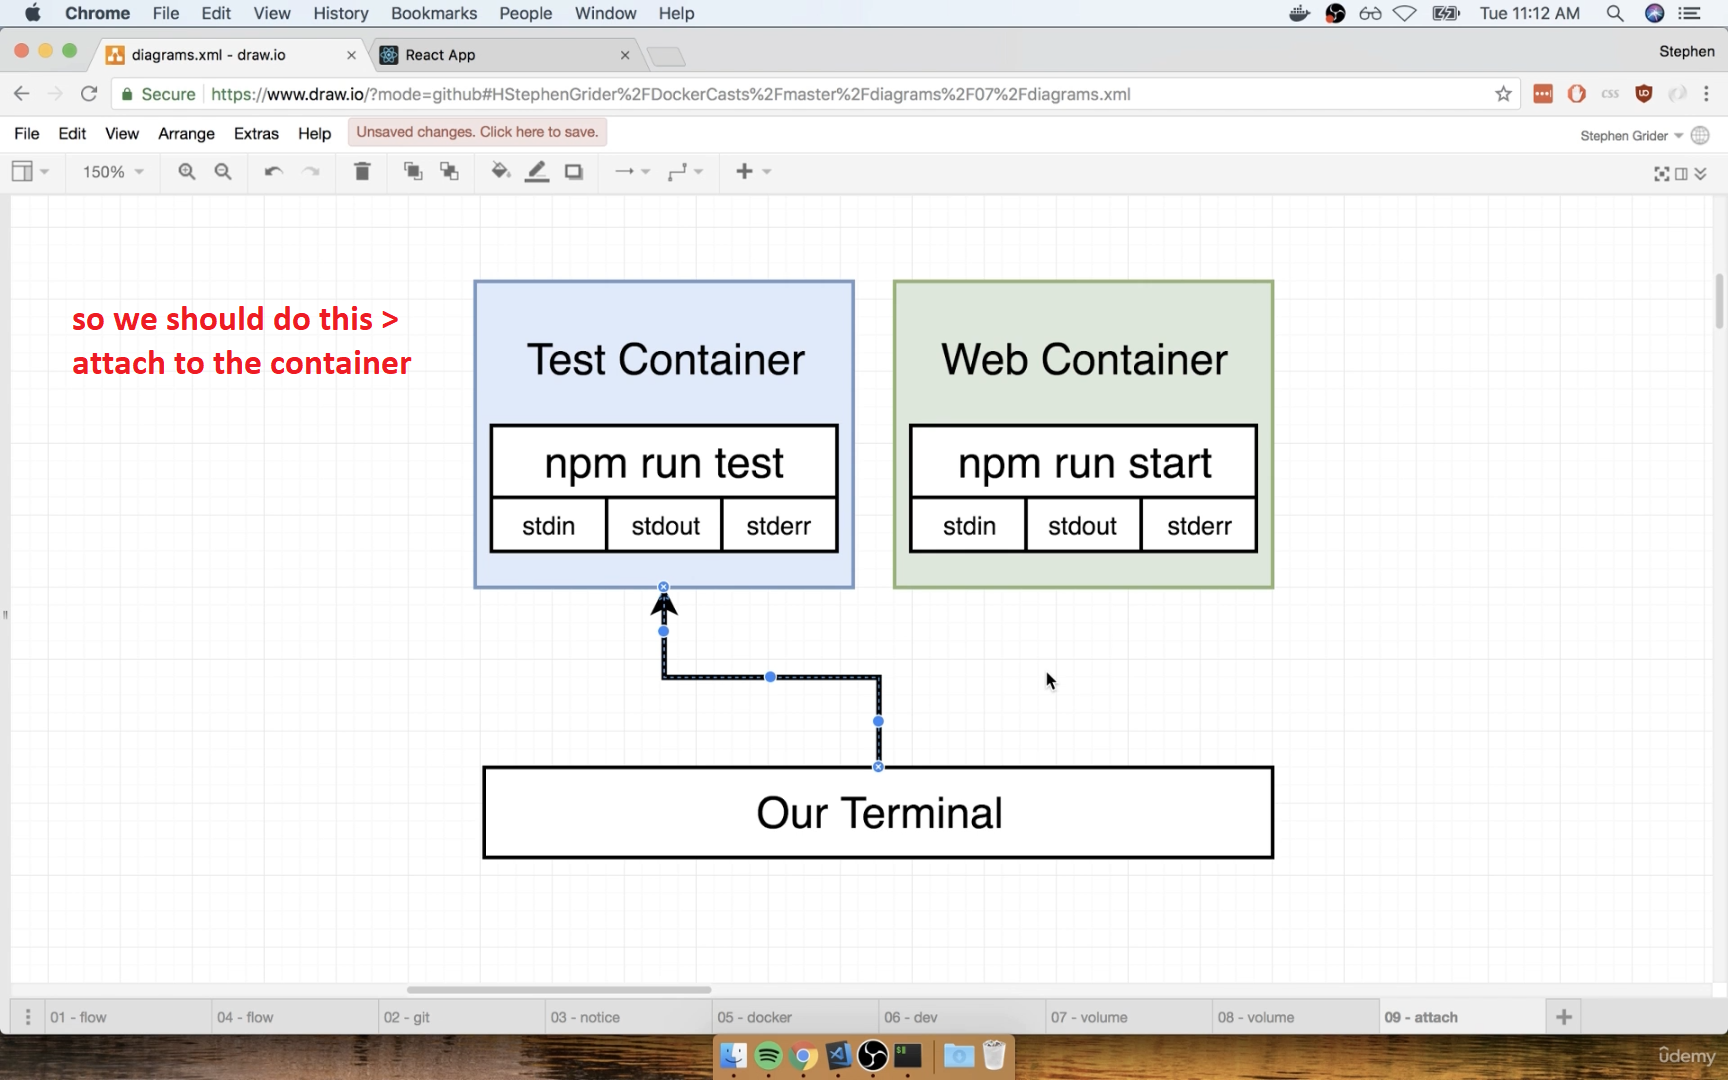 Chrome File Edit View History Bookmarks People Window Help Tue 11:12 AM
diagrams.xml - draw.io × React App × Stephen
Secure https://www.draw.io/?mode=github#HStephenGrider%2FDockerCasts%2Fmaster%2Fdiagrams%2F07%2Fdiagrams.xml css
File Edit View Arrange Extras Help Unsaved changes. Click here to save. Stephen Grider
150%
so we should do this >
attach to the container
Test Container Web Container
npm run test npm run start
stdin stdout stderr stdin stdout stderr
Our Terminal
01 - flow 04 - flow 02 - git 03 - notice 05 - docker 06 - dev 07 - volume 08 - volume 09 - attach
ûdemy